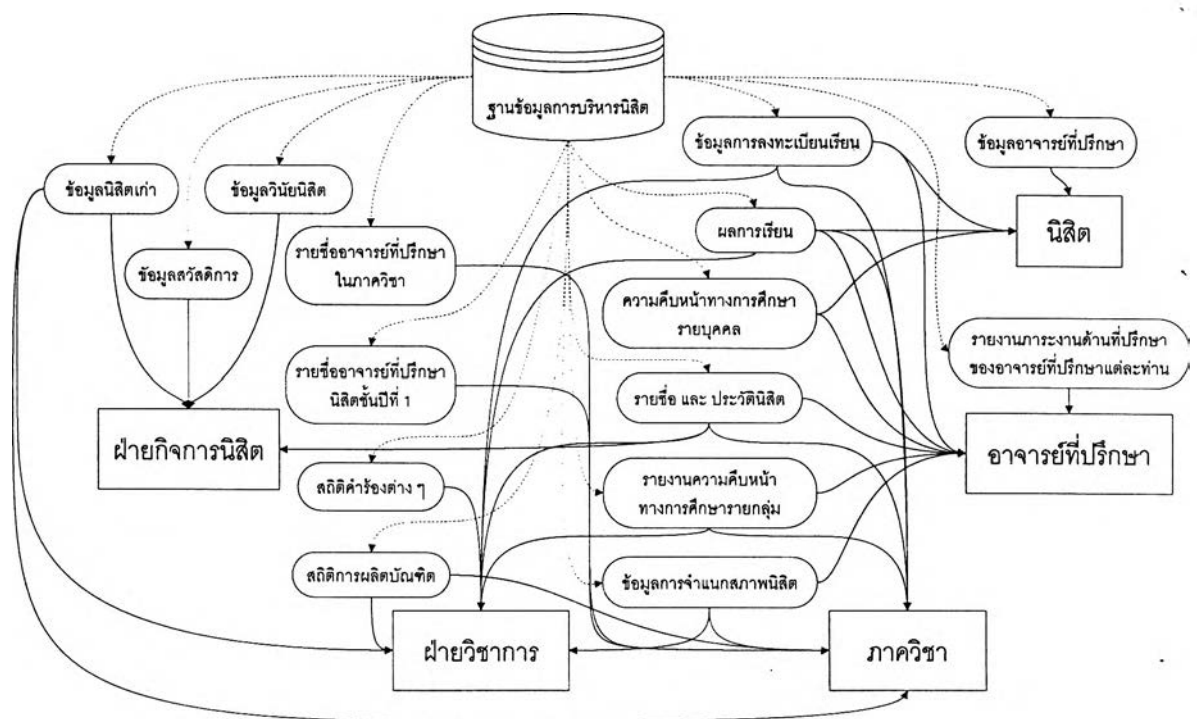 ฐานข้อมูลการบริหารนิสิต
ข้อมูลการลงทะเบียนเรียน
ข้อมูลอาจารย์ที่ปรึกษา
ข้อมูลนิสิตเก่า
ข้อมูลวินัยนิสิต
ผลการเรียน
นิสิต
รายชื่ออาจารย์ที่ปรึกษา
ในภาควิชา
ข้อมูลสวัสดิการ
ความคืบหน้าทางการศึกษา
รายบุคคล
รายงานภาระงานด้านที่ปรึกษา
ของอาจารย์ที่ปรึกษาแต่ละท่าน
รายชื่ออาจารย์ที่ปรึกษา
นิสิตชั้นปีที่ 1
รายชื่อ และ ประวัตินิสิต
ฝ่ายกิจการนิสิต
อาจารย์ที่ปรึกษา
สถิติคำร้องต่าง ๆ
รายงานความคืบหน้า
ทางการศึกษารายกลุ่ม
สถิติการผลิตบัณฑิต
ข้อมูลการจำแนกสภาพนิสิต
ฝ่ายวิชาการ
ภาควิชา